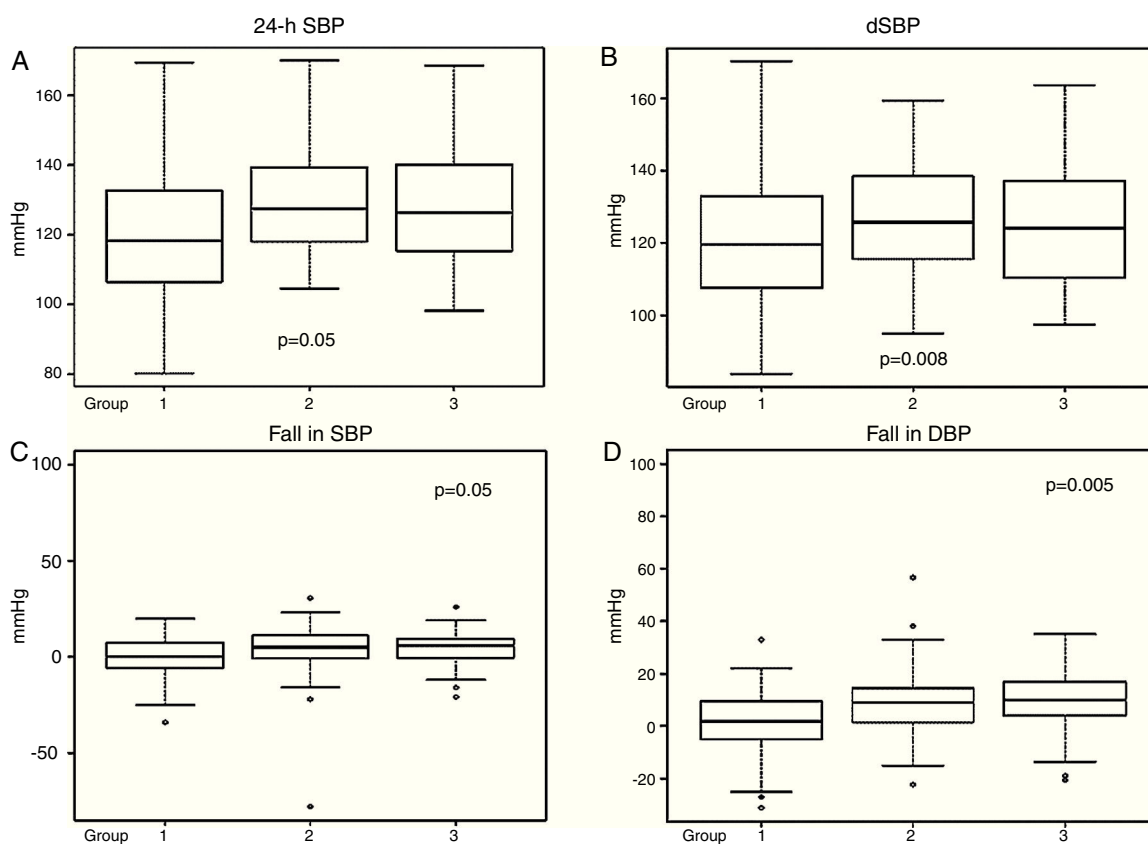 24-h SBP
A
160
140
120
100
80
mmHg
p=0.05
Group 1 2 3
dSBP
B
160
140
120
100
mmHg
p=0.008
Group 1 2 3
Fall in SBP
C
100
50
0
-50
mmHg
p=0.05
Group 1 2 3
Fall in DBP
D
100
80
60
40
20
0
-20
mmHg
p=0.005
Group 1 2 3